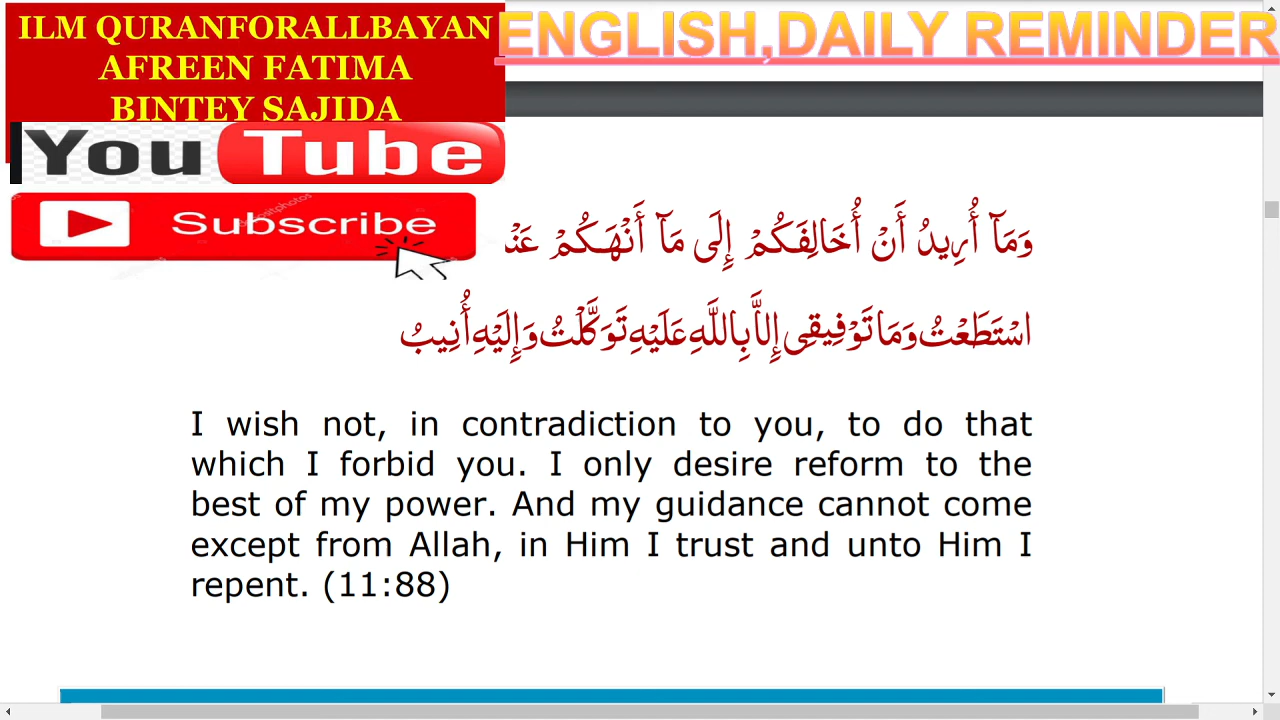 ILM QURANFORALLBAYAN
AFREEN FATIMA
BINTEY SAJIDA
ENGLISH,DAILY REMINDER
YouTube
Subscribe
وَمَآ أُرِيدُ أَنْ أُخَالِفَكُمْ إِلَى مَآ أَنْهَـكُمْ عَنْ
اسْتَطَعْتُ وَمَا تَوْفِيقِى إِلاَّ بِاللَّهِ عَلَيْهِ تَوَكَّلْتُ وَإِلَيْهِ أُنِيبُ
I wish not, in contradiction to you, to do that
which I forbid you. I only desire reform to the
best of my power. And my guidance cannot come
except from Allah, in Him I trust and unto Him I
repent. (11:88)